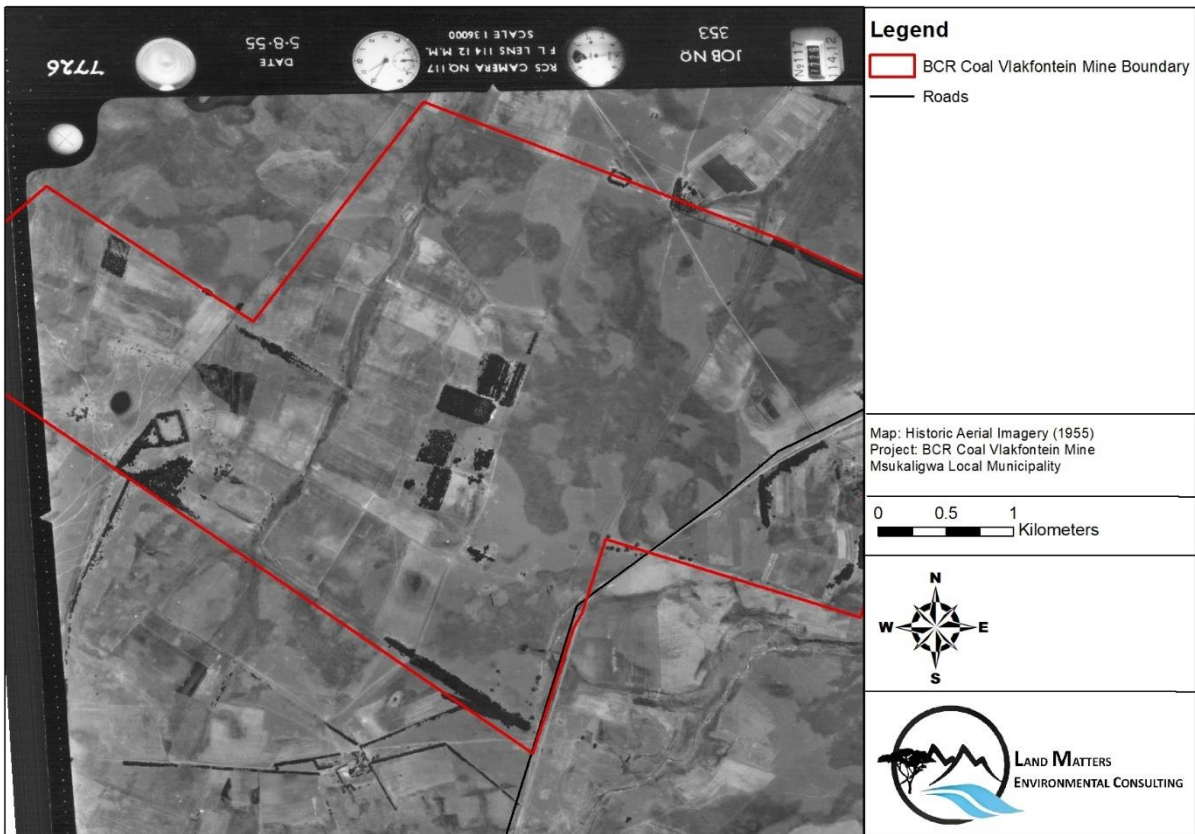 7726
DATE
5·8·55
RCS CAMERA NO.117
F L LENS 114·12 M.M.
SCALE 1 36000
JOB NO
353
No 117
114.12
Legend
BCR Coal Vlakfontein Mine Boundary
Roads
Map: Historic Aerial Imagery (1955)
Project: BCR Coal Vlakfontein Mine
Msukaligwa Local Municipality
0 0.5 1
Kilometers
N
W E
S
LAND MATTERS
ENVIRONMENTAL CONSULTING